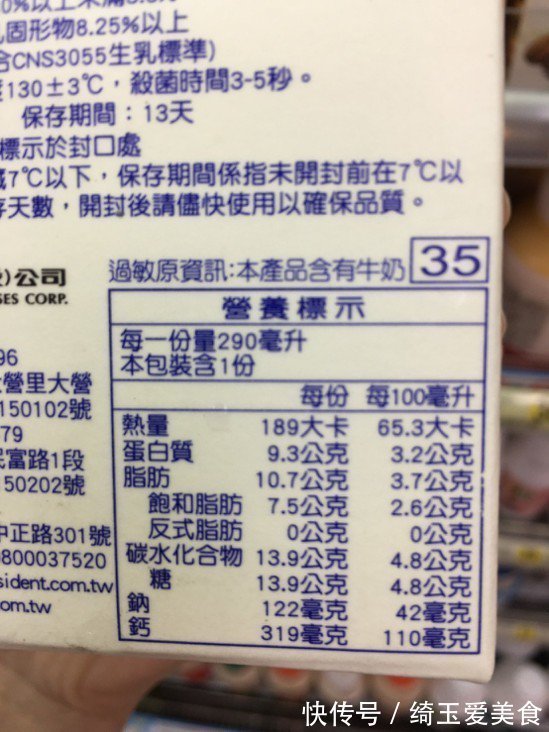 0%以上未滿3.8%
乳固形物8.25%以上
合CNS3055生乳標準)
度130±3℃，殺菌時間3-5秒。
保存期間：13天
標示於封口處
藏7℃以下，保存期間係指未開封前在7℃以
存天數，開封後請儘快使用以確保品質。
)公司
SES CORP.
過敏原資訊:本產品含有牛奶 35
營養標示
每一份量290毫升
本包裝含1份
每份 每100毫升
熱量 189大卡 65.3大卡
蛋白質 9.3公克 3.2公克
脂肪 10.7公克 3.7公克
飽和脂肪 7.5公克 2.6公克
反式脂肪 0公克 0公克
碳水化合物 13.9公克 4.8公克
糖 13.9公克 4.8公克
鈉 122毫克 42毫克
鈣 319毫克 110毫克
96
營里大營
150102號
79
民富路1段
50202號
中正路301號
0800037520
sident.com.tw
om.tw
快传号 / 绮玉爱美食